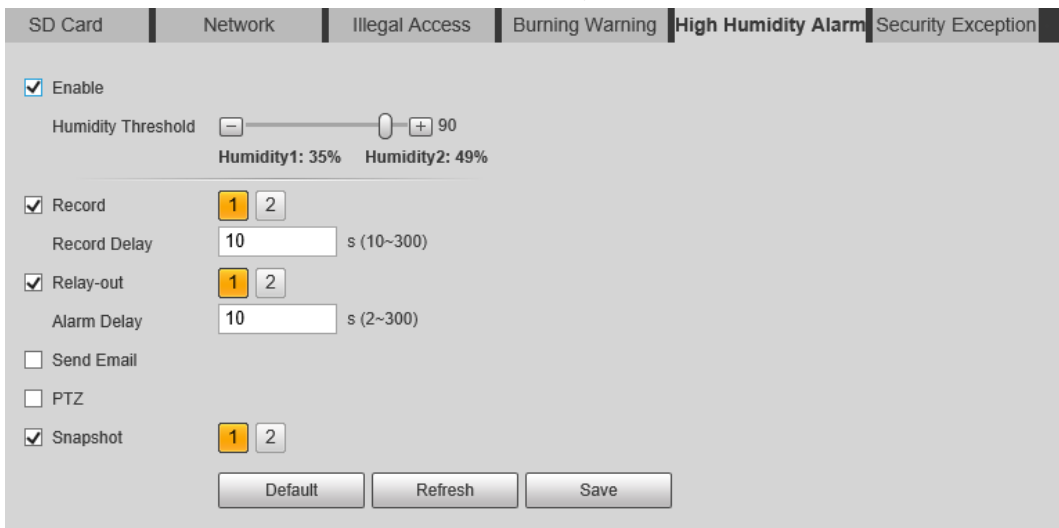 SD Card Network Illegal Access Burning Warning High Humidity Alarm Security Exception
Enable
Humidity Threshold − + 90
Humidity1: 35% Humidity2: 49%
Record 1 2
Record Delay 10 s (10~300)
Relay-out 1 2
Alarm Delay 10 s (2~300)
Send Email
PTZ
Snapshot 1 2
Default Refresh Save